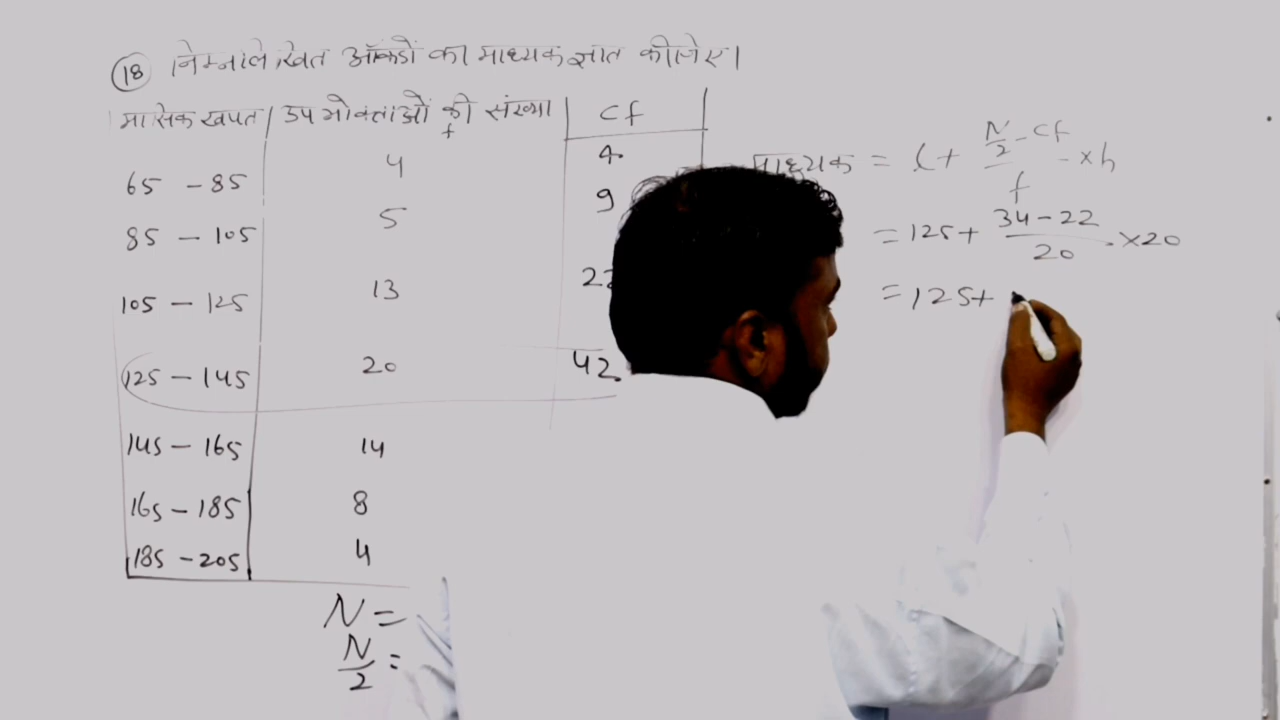 18 निम्नलिखित आँकडों का माध्यक ज्ञात कीजिए।
मासिक खपत उपभोक्ताओं की संख्या f Cf
65 - 85 4 4
85 - 105 5 9
105 - 125 13 22
125 - 145 20 42
145 - 165 14
165 - 185 8
185 - 205 4
N =
N/2 =
माध्यक = l + (N/2 - Cf)/f × h
= 125 + (34 - 22)/20 × 20
= 125 +